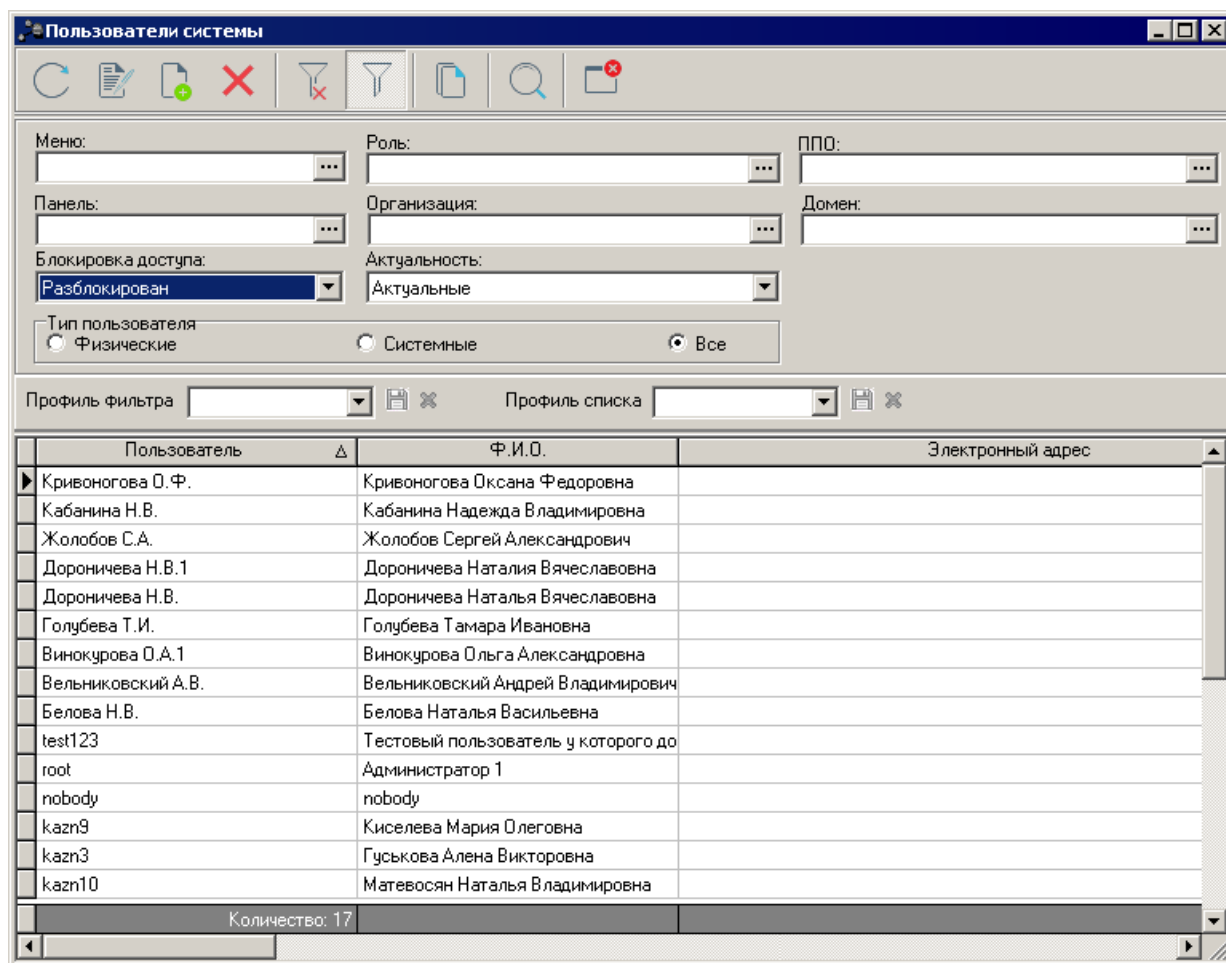 Пользователи системы
Меню: Роль: ППО:
Панель: Организация: Домен:
Блокировка доступа: Актуальность:
Разблокирован Актуальные
Тип пользователя
Физические Системные Все
Профиль фильтра Профиль списка
Пользователь Ф.И.О. Электронный адрес
Кривоногова О.Ф. Кривоногова Оксана Федоровна
Кабанина Н.В. Кабанина Надежда Владимировна
Жолобов С.А. Жолобов Сергей Александрович
Дороничева Н.В.1 Дороничева Наталия Вячеславовна
Дороничева Н.В. Дороничева Наталья Вячеславовна
Голубева Т.И. Голубева Тамара Ивановна
Винокурова О.А.1 Винокурова Ольга Александровна
Вельниковский А.В. Вельниковский Андрей Владимирович
Белова Н.В. Белова Наталья Васильевна
test123 Тестовый пользователь у которого до
root Администратор 1
nobody nobody
kazn9 Киселева Мария Олеговна
kazn3 Гуськова Алена Викторовна
kazn10 Матевосян Наталья Владимировна
Количество: 17